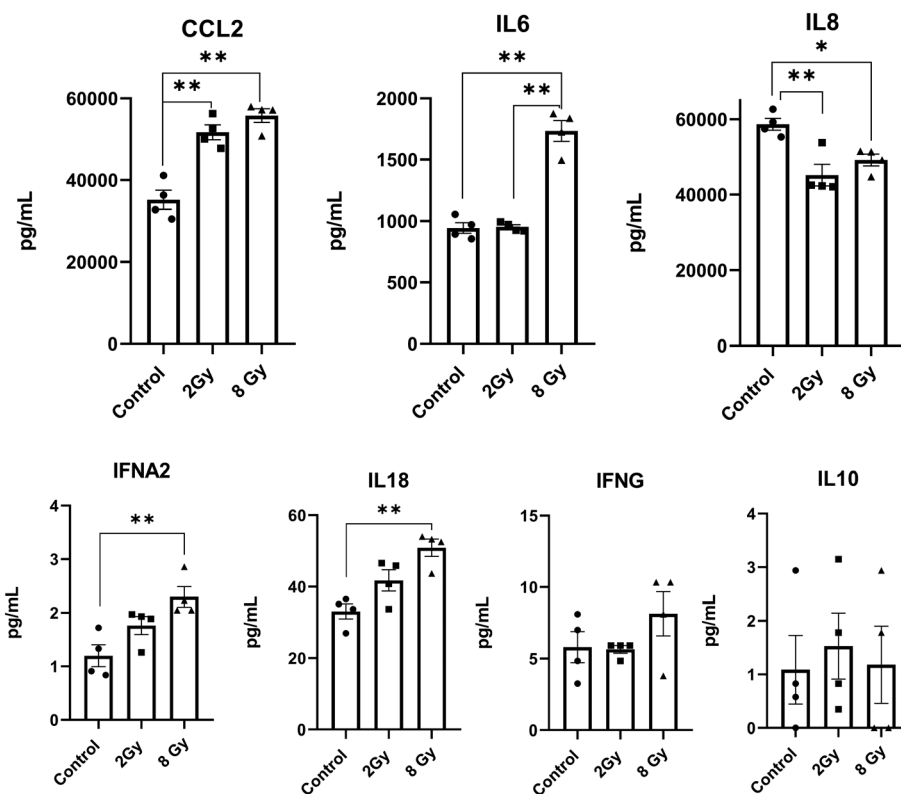 CCL2
**
**
pg/mL
60000
40000
20000
0
Control
2Gy
8 Gy
IL6
**
**
pg/mL
2000
1500
1000
500
0
Control
2Gy
8 Gy
IL8
*
**
pg/mL
60000
40000
20000
0
Control
2Gy
8 Gy
IFNA2
**
pg/mL
4
3
2
1
0
Control
2Gy
8 Gy
IL18
**
pg/mL
60
40
20
0
Control
2Gy
8 Gy
IFNG
pg/mL
15
10
5
0
Control
2Gy
8 Gy
IL10
pg/mL
4
3
2
1
0
Control
2Gy
8 Gy